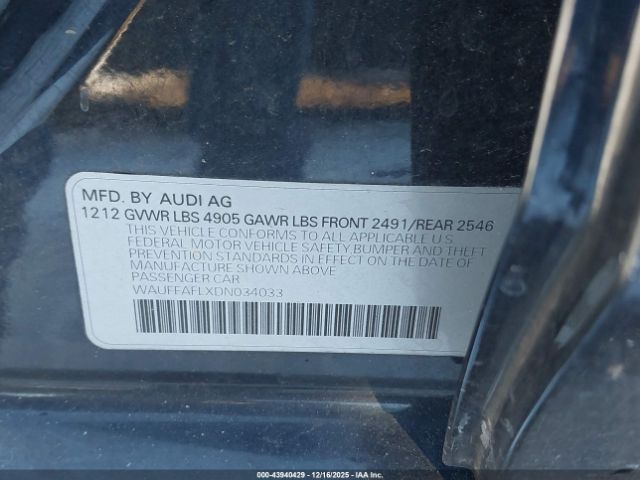 MFD. BY AUDI AG
1212 GVWR LBS 4905 GAWR LBS FRONT 2491/REAR 2546
THIS VEHICLE CONFORMS TO ALL APPLICABLE U S
FEDERAL MOTOR VEHICLE SAFETY BUMPER AND THEFT
PREVENTION STANDARDS IN EFFECT ON THE DATE OF
MANUFACTURE SHOWN ABOVE
PASSENGER CAR
WAUFFAFLXDN034033
000-43940429 - 12/16/2025 - IAA Inc.